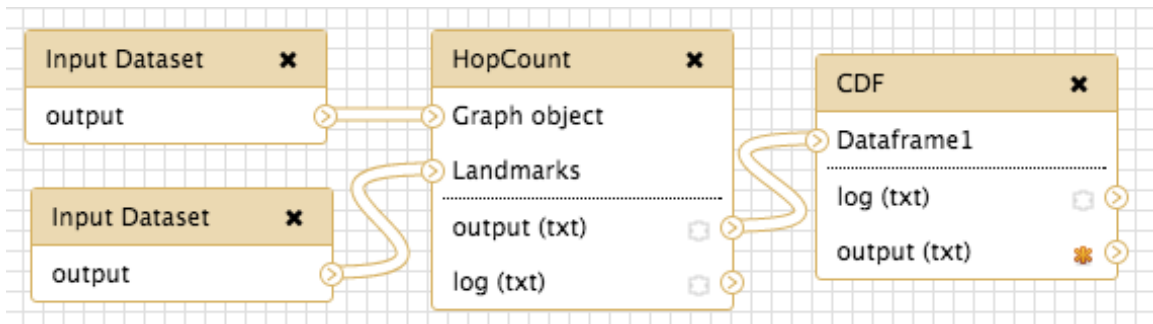 Input Dataset
output
Input Dataset
output
HopCount
Graph object
Landmarks
output (txt)
log (txt)
CDF
Dataframe1
log (txt)
output (txt)